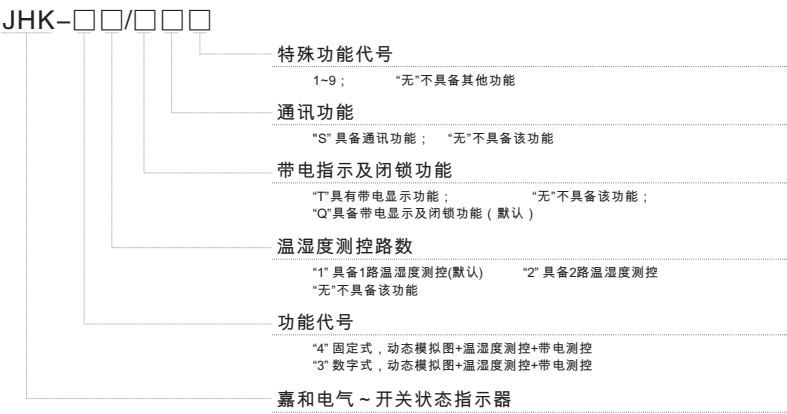 JHK–□□/□□□
特殊功能代号
1~9； “无”不具备其他功能
通讯功能
"S" 具备通讯功能； “无”不具备该功能
带电指示及闭锁功能
“T”具有带电显示功能； “无”不具备该功能；
“Q”具备带电显示及闭锁功能（默认）
温湿度测控路数
“1” 具备1路温湿度测控(默认) “2” 具备2路温湿度测控
“无”不具备该功能
功能代号
“4” 固定式，动态模拟图+温湿度测控+带电测控
“3” 数字式，动态模拟图+温湿度测控+带电测控
嘉和电气～开关状态指示器